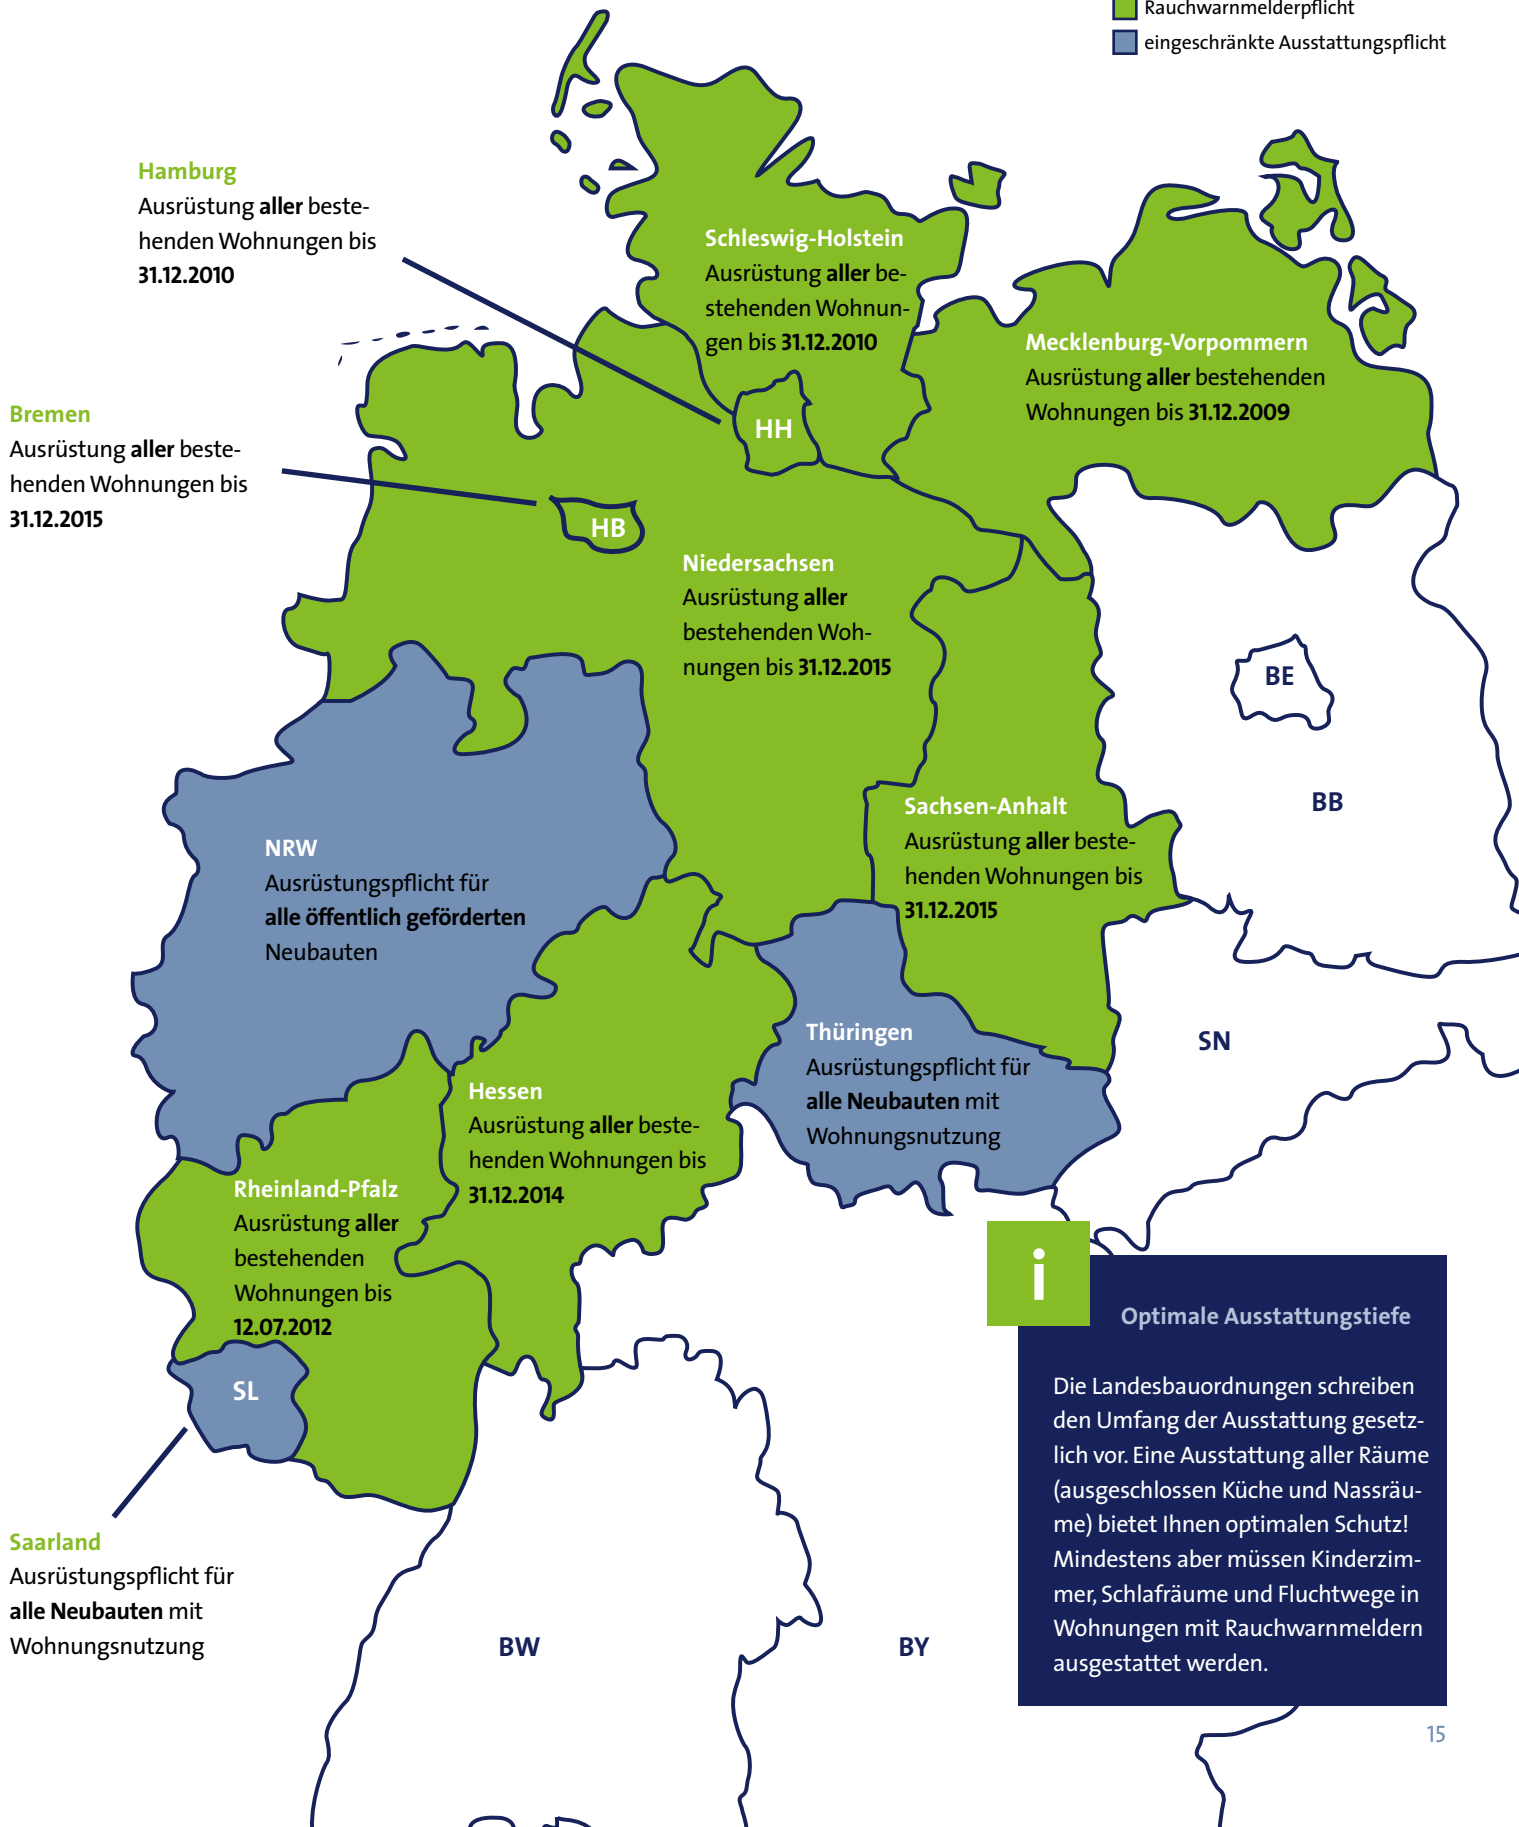 Rauchwarnmelderpflicht
eingeschränkte Ausstattungspflicht
Hamburg
Ausrüstung aller beste-
henden Wohnungen bis
31.12.2010
Schleswig-Holstein
Ausrüstung aller be-
stehenden Wohnun-
gen bis 31.12.2010
Mecklenburg-Vorpommern
Ausrüstung aller bestehenden
Wohnungen bis 31.12.2009
Bremen
Ausrüstung aller beste-
henden Wohnungen bis
31.12.2015
HH
HB
Niedersachsen
Ausrüstung aller
bestehenden Woh-
nungen bis 31.12.2015
BE
BB
Sachsen-Anhalt
Ausrüstung aller beste-
henden Wohnungen bis
31.12.2015
NRW
Ausrüstungspflicht für
alle öffentlich geförderten
Neubauten
Thüringen
Ausrüstungspflicht für
alle Neubauten mit
Wohnungsnutzung
SN
Hessen
Ausrüstung aller beste-
henden Wohnungen bis
31.12.2014
Rheinland-Pfalz
Ausrüstung aller
bestehenden
Wohnungen bis
12.07.2012
SL
Saarland
Ausrüstungspflicht für
alle Neubauten mit
Wohnungsnutzung
BW
BY
i
Optimale Ausstattungstiefe
Die Landesbauordnungen schreiben
den Umfang der Ausstattung gesetz-
lich vor. Eine Ausstattung aller Räume
(ausgeschlossen Küche und Nassräu-
me) bietet Ihnen optimalen Schutz!
Mindestens aber müssen Kinderzim-
mer, Schlafräume und Fluchtwege in
Wohnungen mit Rauchwarnmeldern
ausgestattet werden.
15